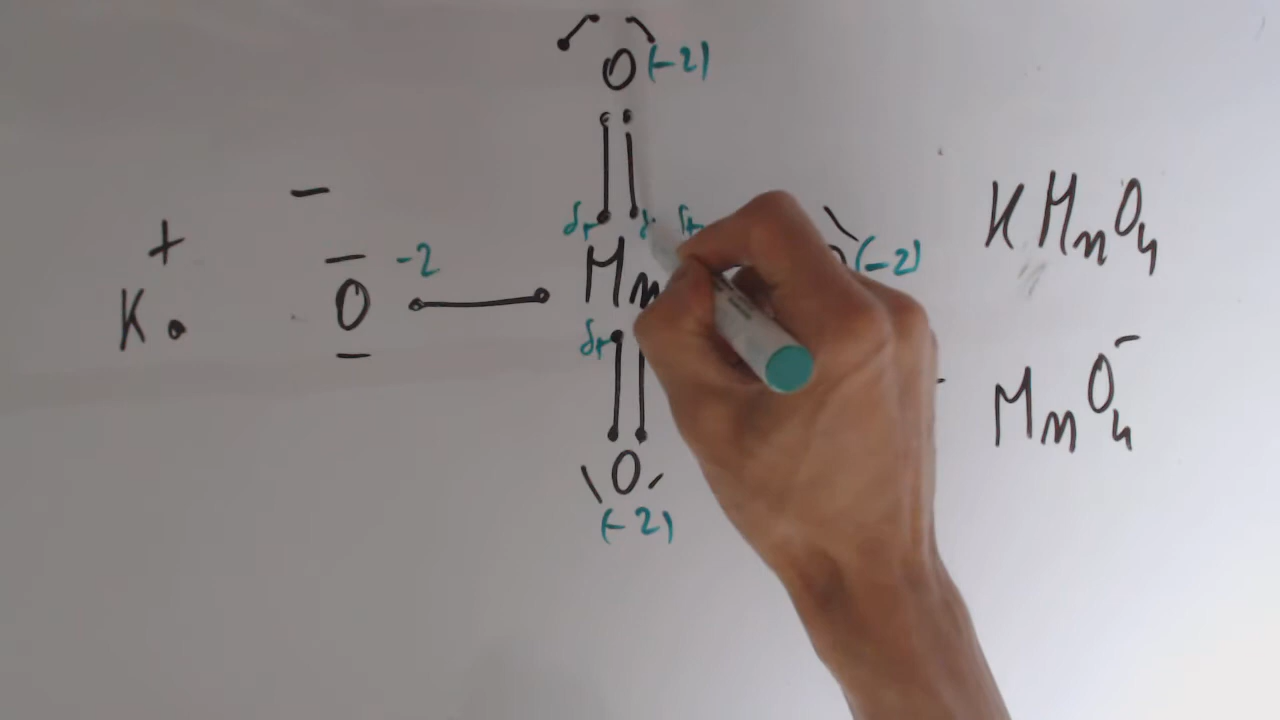 O (-2)
δ+ δ+
K + − O -2 Mn (-2) KMnO₄
δ+
MnO₄⁻
O
(-2)